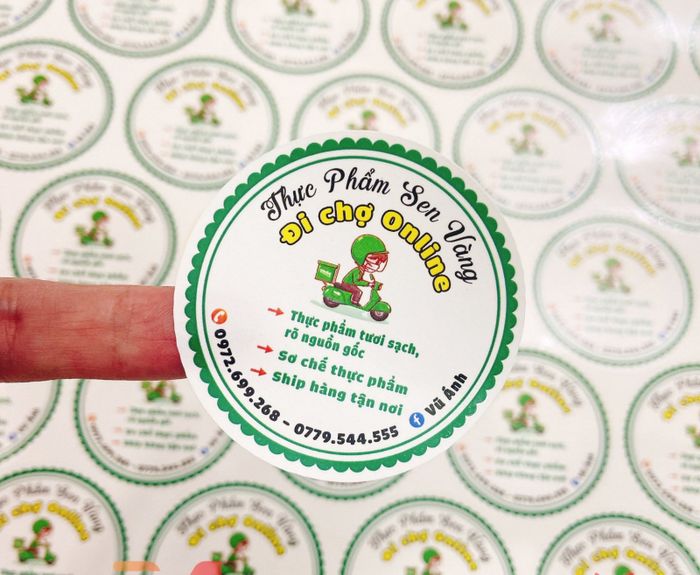 Thực Phẩm Sen Vàng
Đi chợ Online
Thực phẩm tươi sạch,
rõ nguồn gốc
Sơ chế thực phẩm
Ship hàng tận nơi
0972.699.268 - 0779.544.555
Vũ Ánh